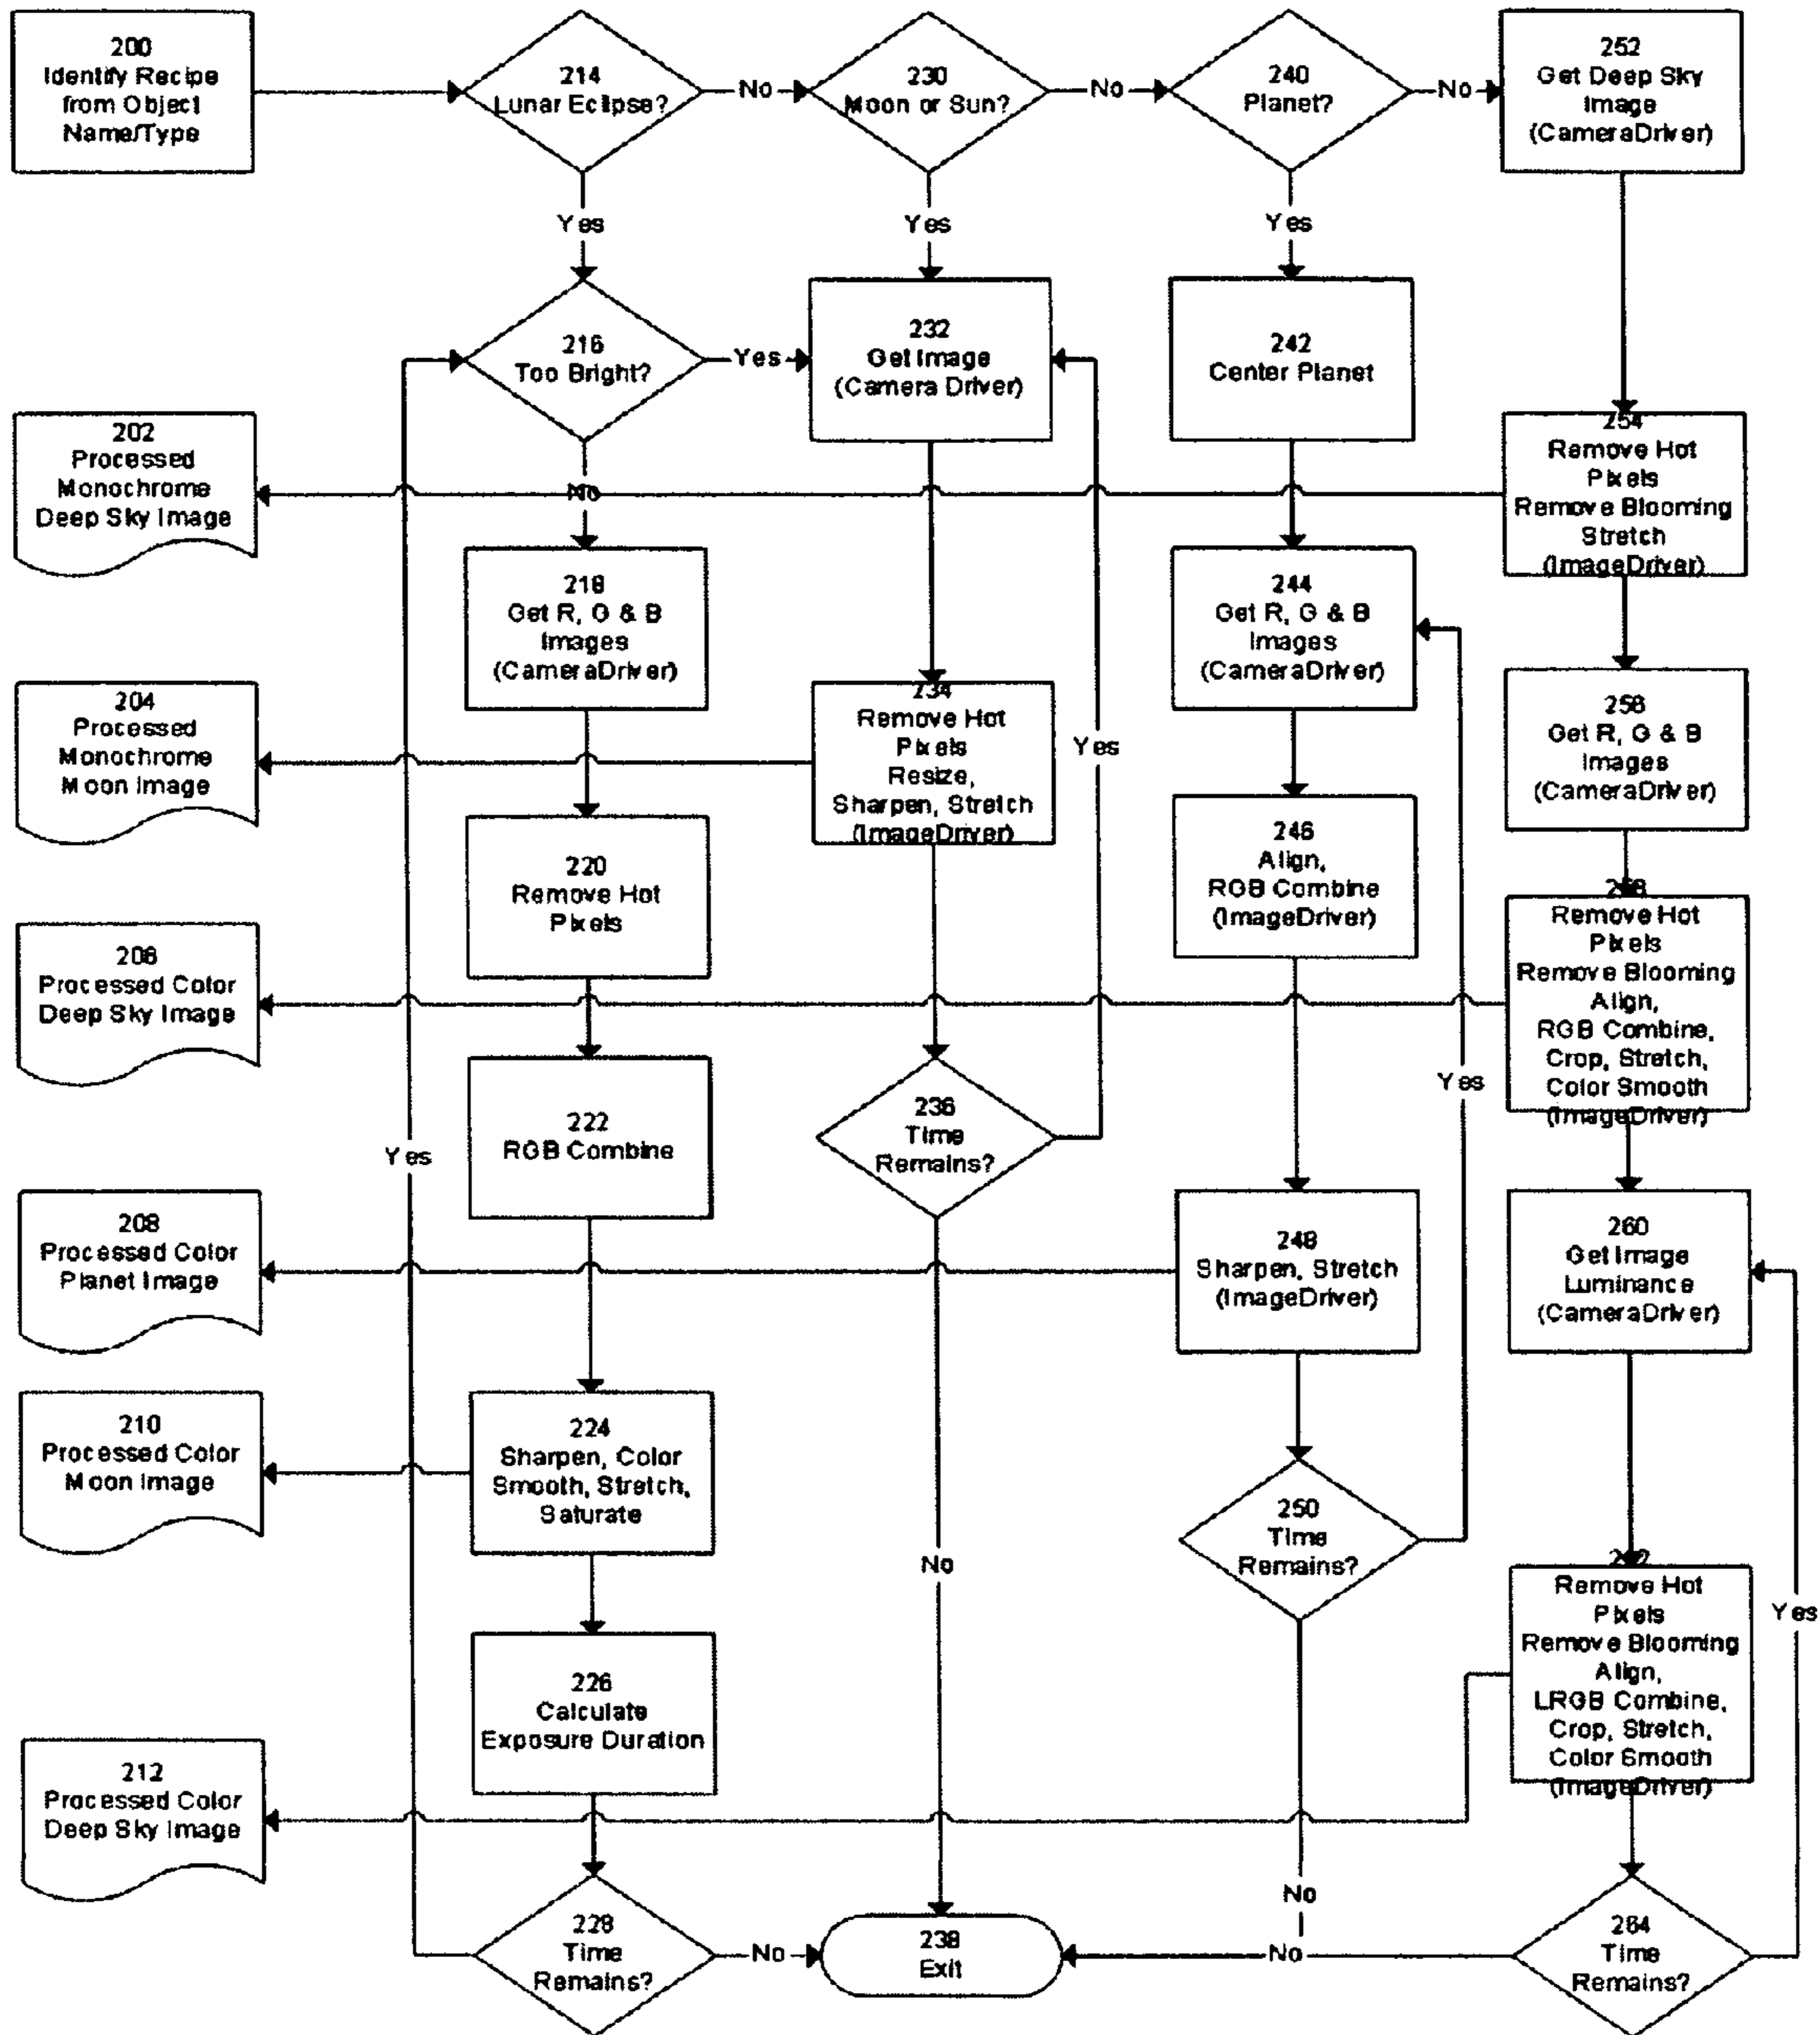 200
Identify Recipe
from Object
Name/Type
214
Lunar Eclipse?
No
230
Moon or Sun?
No
240
Planet?
No
252
Get Deep Sky
Image
(CameraDriver)
Yes
Yes
Yes
216
Too Bright?
Yes
232
Get Image
(Camera Driver)
242
Center Planet
202
Processed
Monochrome
Deep Sky Image
No
254
Remove Hot
Pixels
Remove Blooming
Stretch
(ImageDriver)
218
Get R, G & B
Images
(CameraDriver)
244
Get R, G & B
Images
(CameraDriver)
204
Processed
Monochrome
Moon Image
234
Remove Hot
Pixels
Resize,
Sharpen, Stretch
(ImageDriver)
Yes
256
Get R, G & B
Images
(CameraDriver)
220
Remove Hot
Pixels
246
Align,
RGB Combine
(ImageDriver)
206
Processed Color
Deep Sky Image
Remove Hot
Pixels
Remove Blooming
Align,
RGB Combine,
Crop, Stretch,
Color Smooth
(ImageDriver)
Yes
222
RGB Combine
236
Time
Remains?
Yes
208
Processed Color
Planet Image
248
Sharpen, Stretch
(ImageDriver)
260
Get Image
Luminance
(CameraDriver)
210
Processed Color
Moon Image
224
Sharpen, Color
Smooth, Stretch,
Saturate
No
250
Time
Remains?
Remove Hot
Pixels
Remove Blooming
Align,
LRGB Combine,
Crop, Stretch,
Color Smooth
(ImageDriver)
Yes
226
Calculate
Exposure Duration
212
Processed Color
Deep Sky Image
No
228
Time
Remains?
No
238
Exit
No
264
Time
Remains?